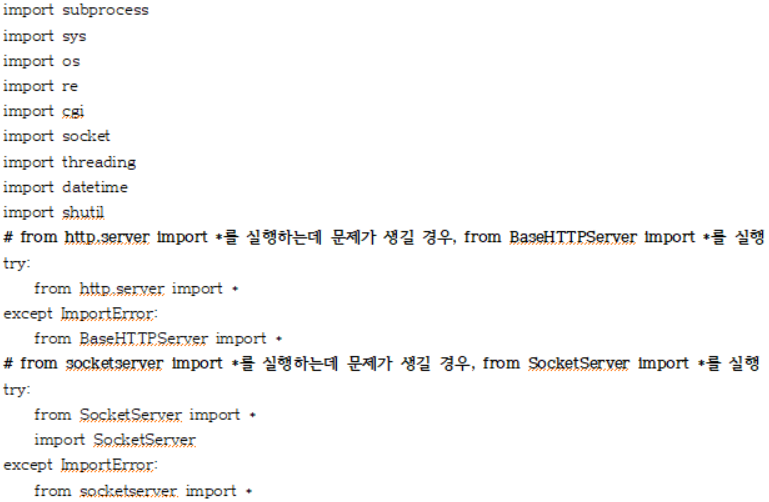 import subprocess
import sys
import os
import re
import cgi
import socket
import threading
import datetime
import shutil
# from http.server import *를 실행하는데 문제가 생길 경우, from BaseHTTPServer import *를 실행
try:
    from http.server import *
except ImportError:
    from BaseHTTPServer import *
# from socketserver import *를 실행하는데 문제가 생길 경우, from SocketServer import *를 실행
try:
    from SocketServer import *
    import SocketServer
except ImportError:
    from socketserver import *